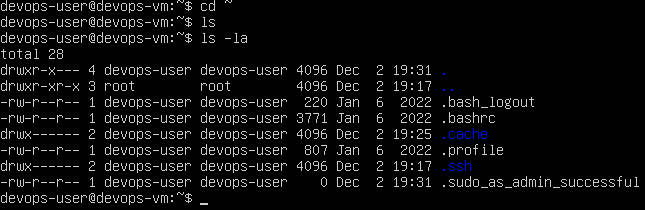 devops-user@devops-vm:~$ cd ~
devops-user@devops-vm:~$ ls
devops-user@devops-vm:~$ ls -la
total 28
drwxr-x--- 4 devops-user devops-user 4096 Dec  2 19:31 .
drwxr-xr-x 3 root        root        4096 Dec  2 19:17 ..
-rw-r--r-- 1 devops-user devops-user  220 Jan  6  2022 .bash_logout
-rw-r--r-- 1 devops-user devops-user 3771 Jan  6  2022 .bashrc
drwx------ 2 devops-user devops-user 4096 Dec  2 19:25 .cache
-rw-r--r-- 1 devops-user devops-user  807 Jan  6  2022 .profile
drwx------ 2 devops-user devops-user 4096 Dec  2 19:17 .ssh
-rw-r--r-- 1 devops-user devops-user    0 Dec  2 19:31 .sudo_as_admin_successful
devops-user@devops-vm:~$ _